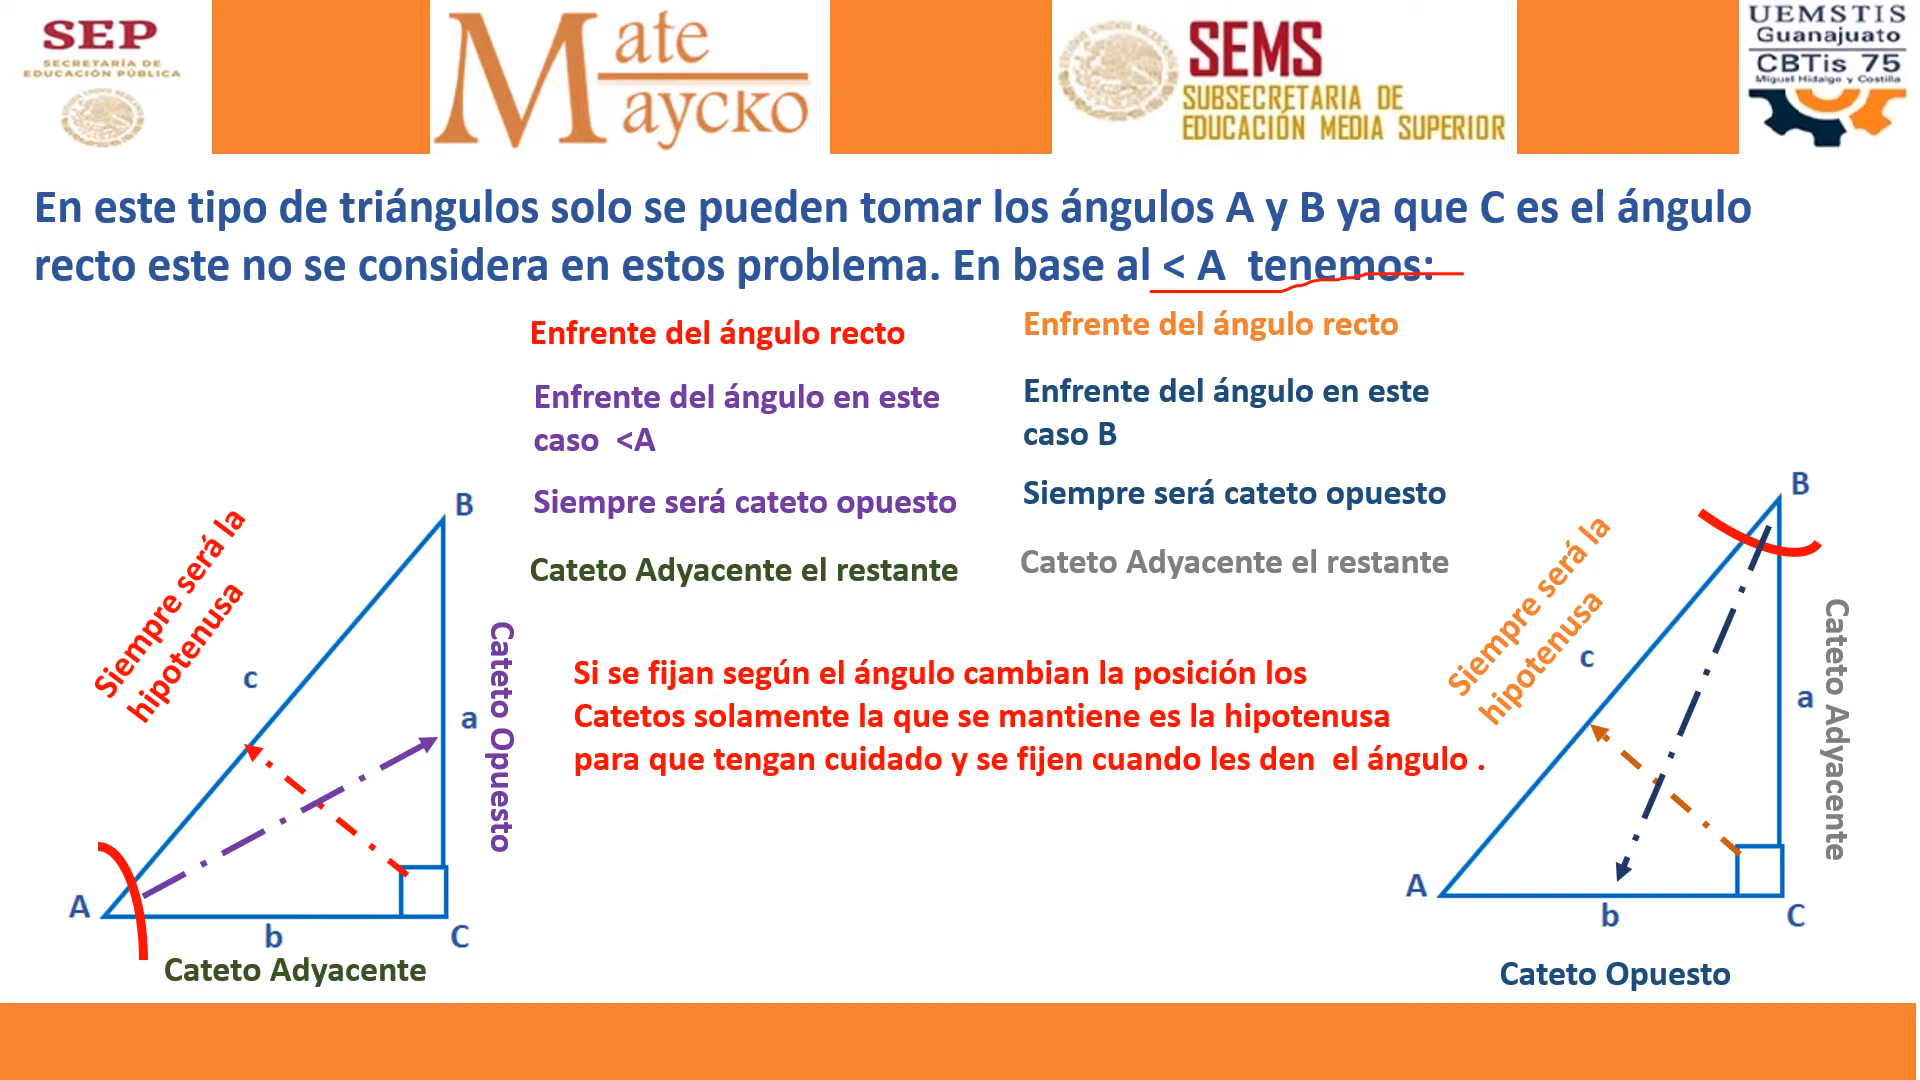 SEP
SECRETARÍA DE
EDUCACIÓN PÚBLICA
Mate
Maycko
SEMS
SUBSECRETARIA DE
EDUCACIÓN MEDIA SUPERIOR
UEMSTIS
Guanajuato
CBTis 75
Miguel Hidalgo y Costilla
En este tipo de triángulos solo se pueden tomar los ángulos A y B ya que C es el ángulo
recto este no se considera en estos problema. En base al < A tenemos:
Enfrente del ángulo recto
Enfrente del ángulo en este
caso <A
Siempre será cateto opuesto
Cateto Adyacente el restante
Enfrente del ángulo recto
Enfrente del ángulo en este
caso B
Siempre será cateto opuesto
Cateto Adyacente el restante
Si se fijan según el ángulo cambian la posición los
Catetos solamente la que se mantiene es la hipotenusa
para que tengan cuidado y se fijen cuando les den el ángulo .
Siempre será la
hipotenusa
B
c
a
Cateto Opuesto
A
b
C
Cateto Adyacente
Siempre será la
hipotenusa
B
c
a
Cateto Adyacente
A
b
C
Cateto Opuesto